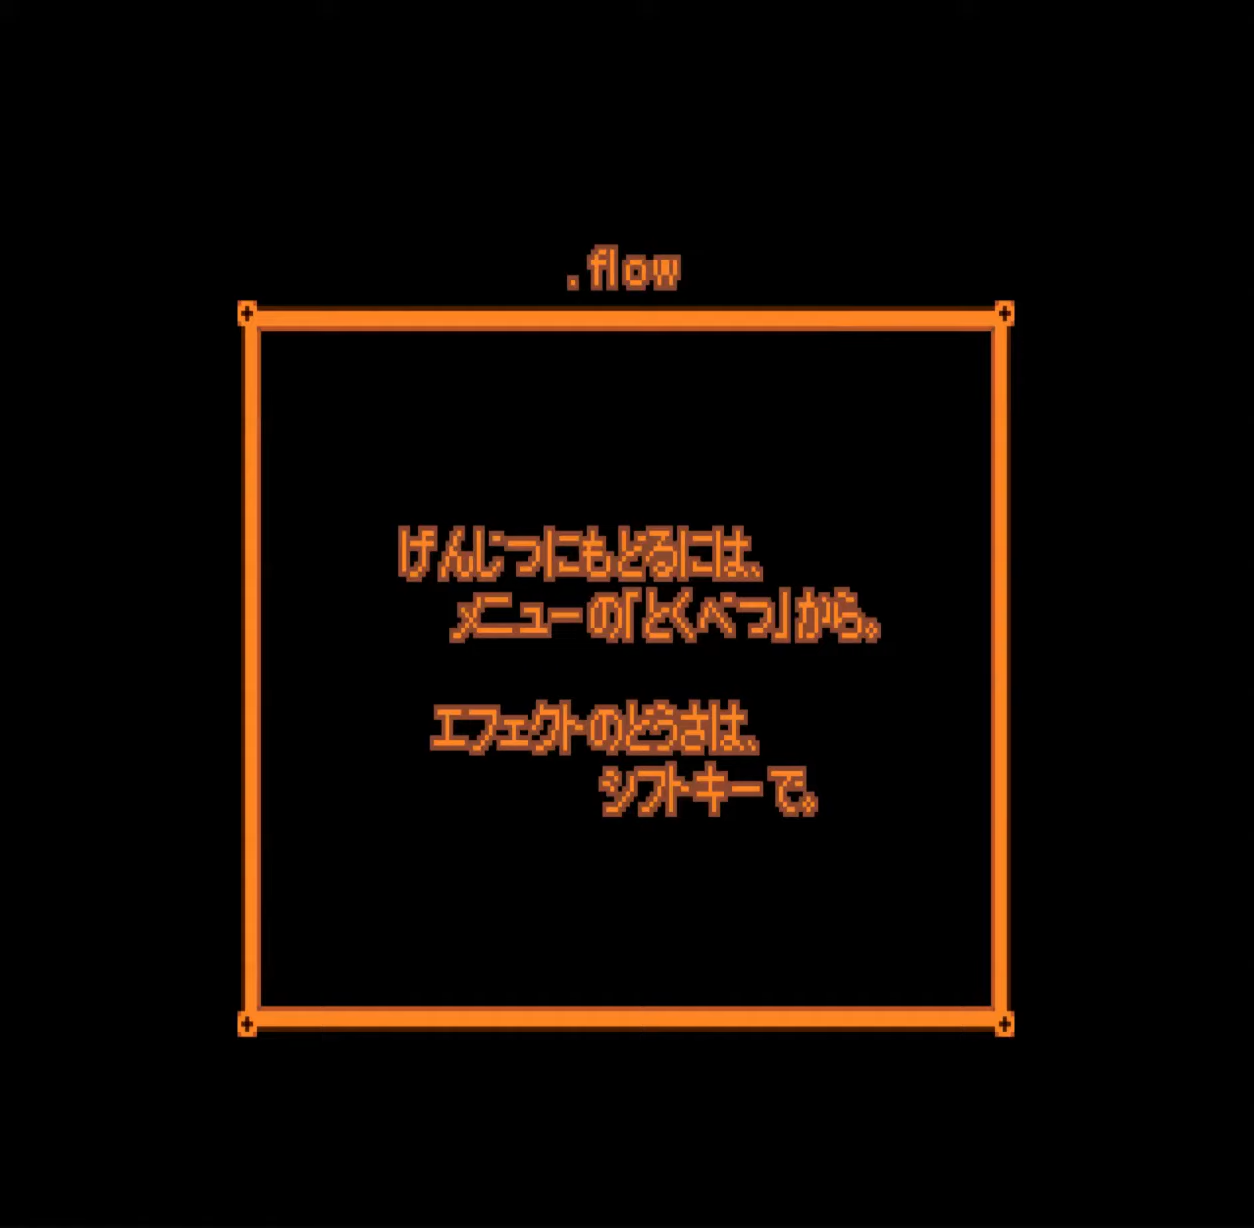 .flow
げんじつにもどるには、
メニューの「とくべつ」から。
エフェクトのどうさは、
シフトキーで。